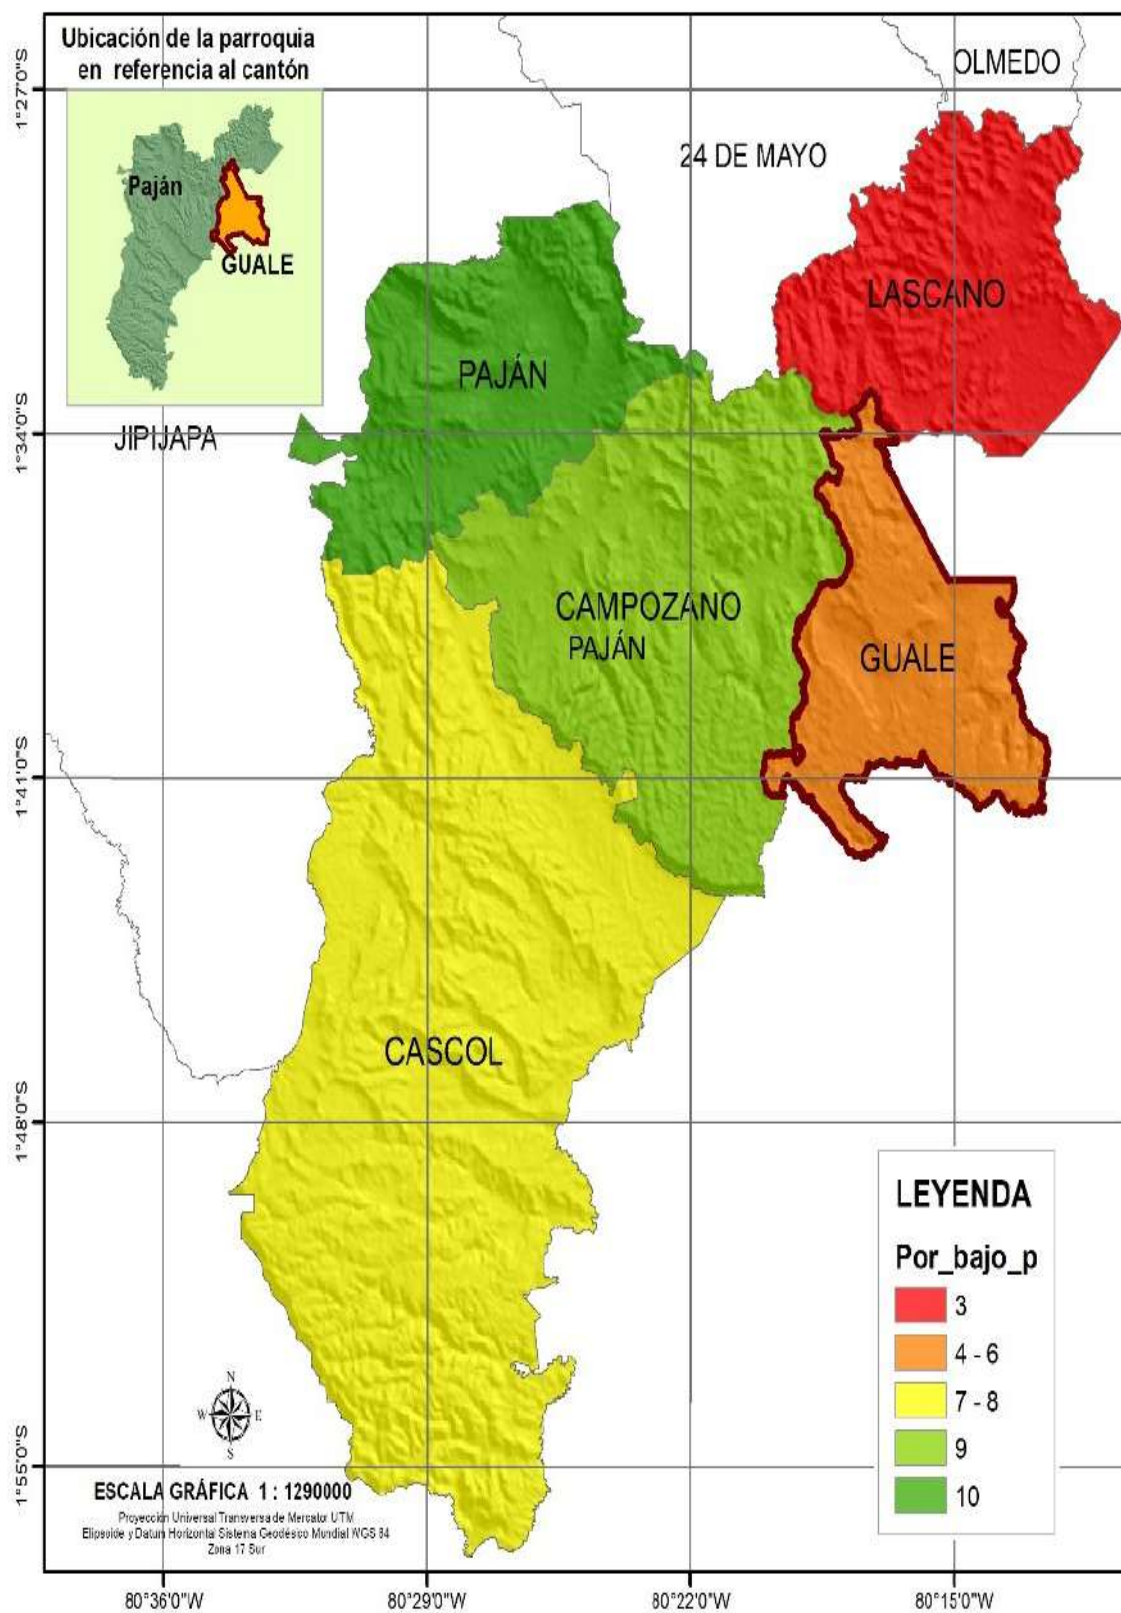 Ubicación de la parroquia
en referencia al cantón
Paján
GUALE
OLMEDO
24 DE MAYO
LASCANO
PAJÁN
JIPIJAPA
CAMPOZANO
PAJÁN
GUALE
CASCOL
LEYENDA
Por_bajo_p
3
4 - 6
7 - 8
9
10
N
W E
S
ESCALA GRÁFICA 1 : 1290000
Proyección Universal Transversa de Mercator UTM
Elipsoide y Datum Horizontal Sistema Geodésico Mundial WGS 84
Zona 17 Sur
1°27'0"S
1°34'0"S
1°41'0"S
1°48'0"S
1°55'0"S
80°36'0"W 80°29'0"W 80°22'0"W 80°15'0"W